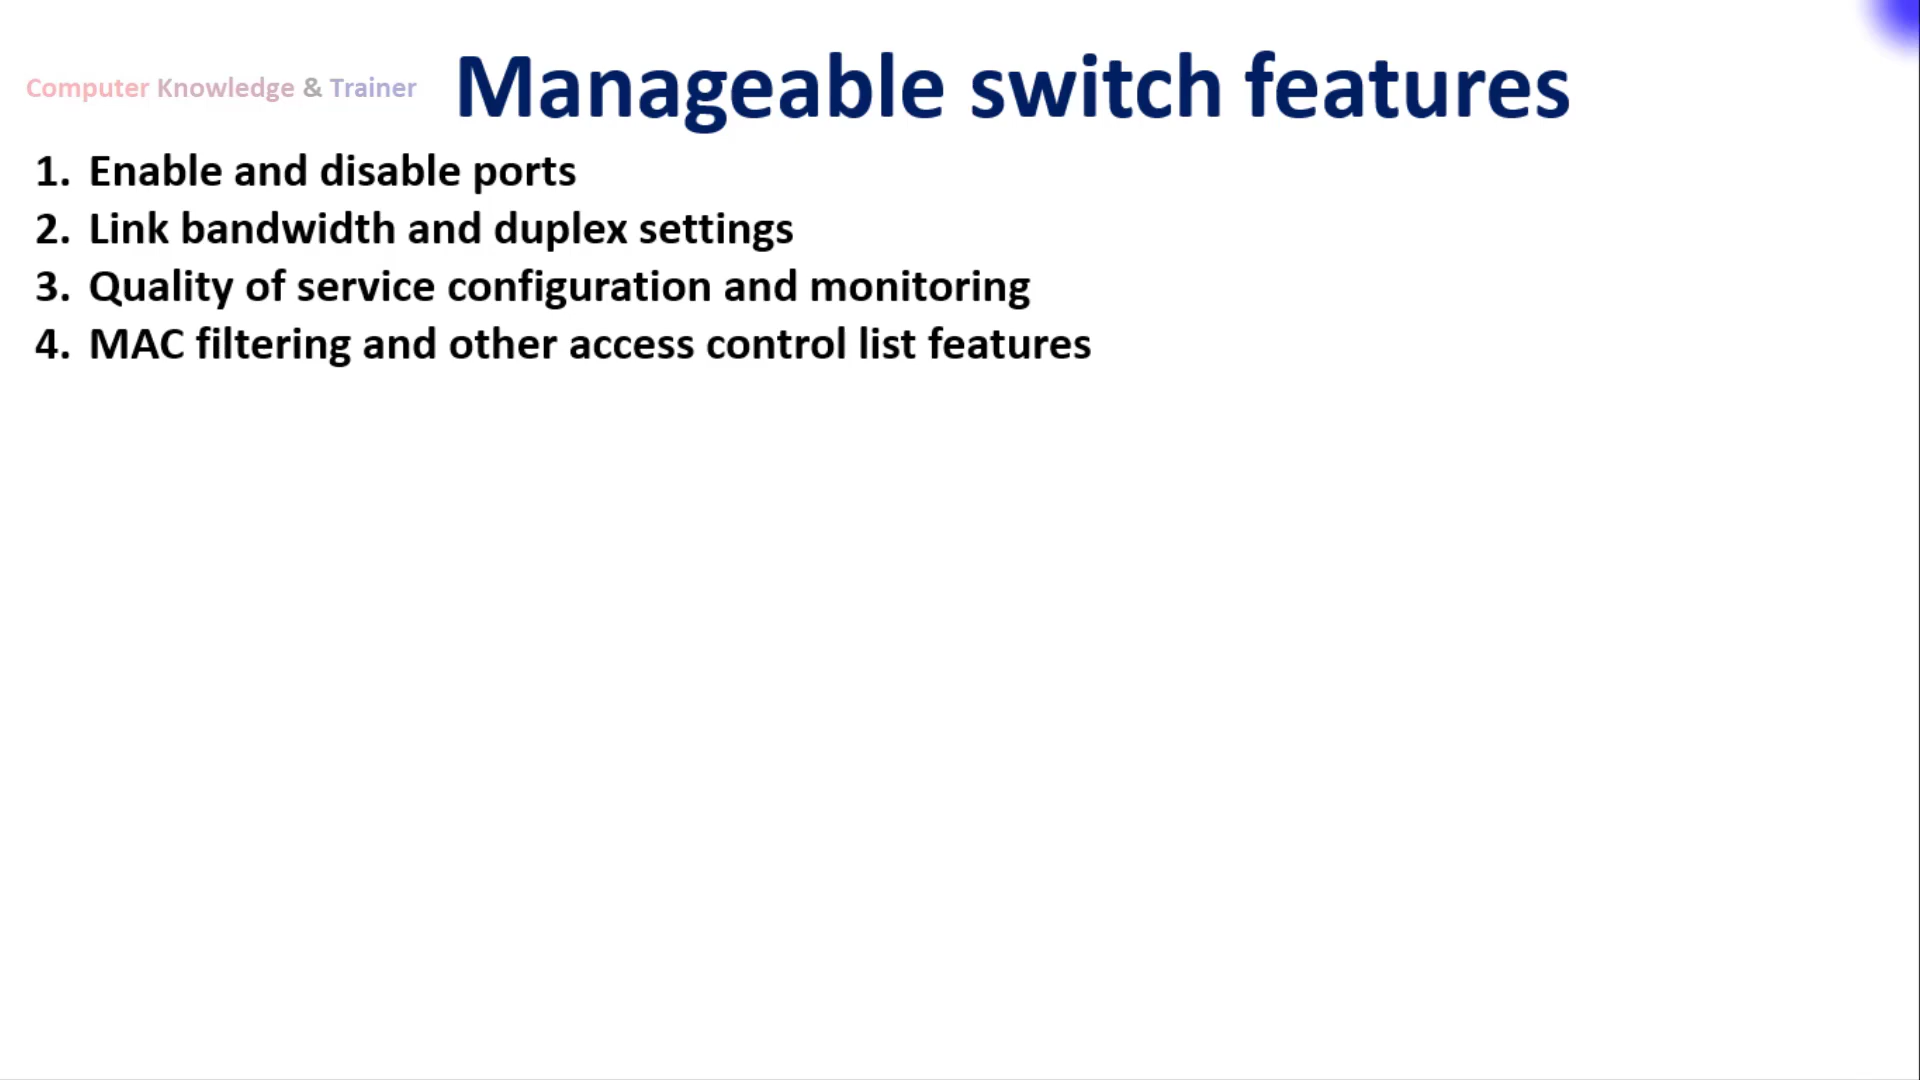 Computer Knowledge & Trainer
Manageable switch features
1. Enable and disable ports
2. Link bandwidth and duplex settings
3. Quality of service configuration and monitoring
4. MAC filtering and other access control list features